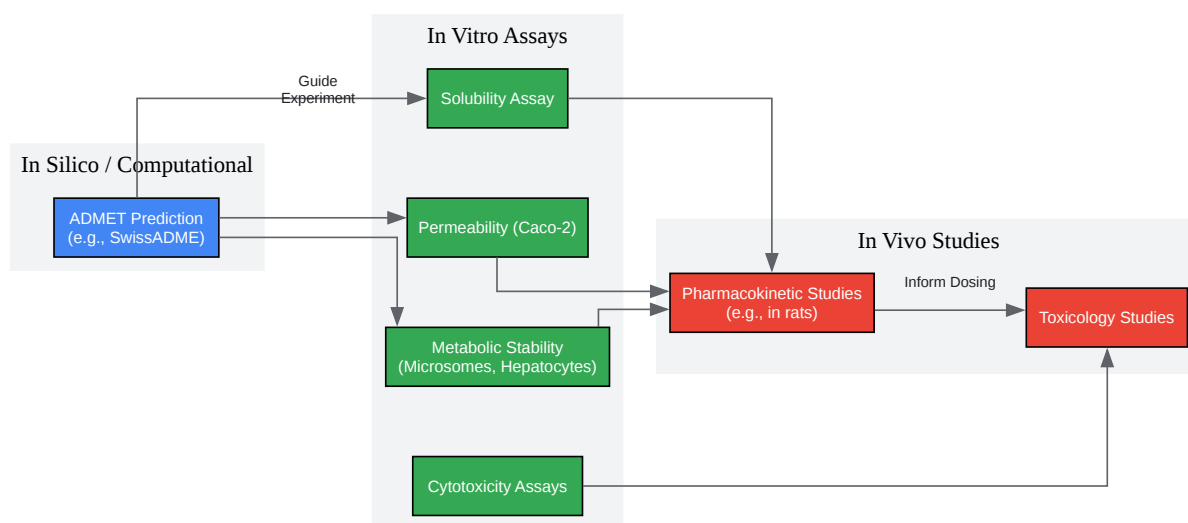 In Vitro Assays
Guide
Experiment
Solubility Assay
In Silico / Computational
ADMET Prediction
(e.g., SwissADME)
Permeability (Caco-2)
In Vivo Studies
Pharmacokinetic Studies
(e.g., in rats)
Inform Dosing
Toxicology Studies
Metabolic Stability
(Microsomes, Hepatocytes)
Cytotoxicity Assays